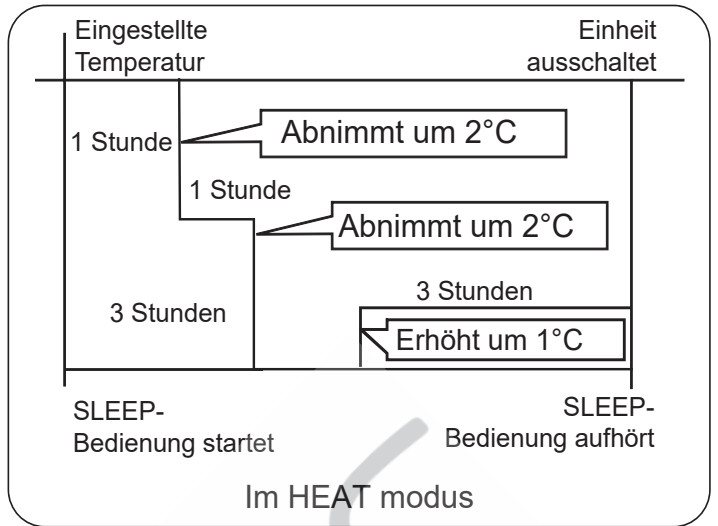 Eingestellte
Temperatur
Einheit
ausschaltet
1 Stunde
Abnimmt um 2°C
1 Stunde
Abnimmt um 2°C
3 Stunden
3 Stunden
Erhöht um 1°C
SLEEP-
Bedienung startet
SLEEP-
Bedienung aufhört
Im HEAT modus